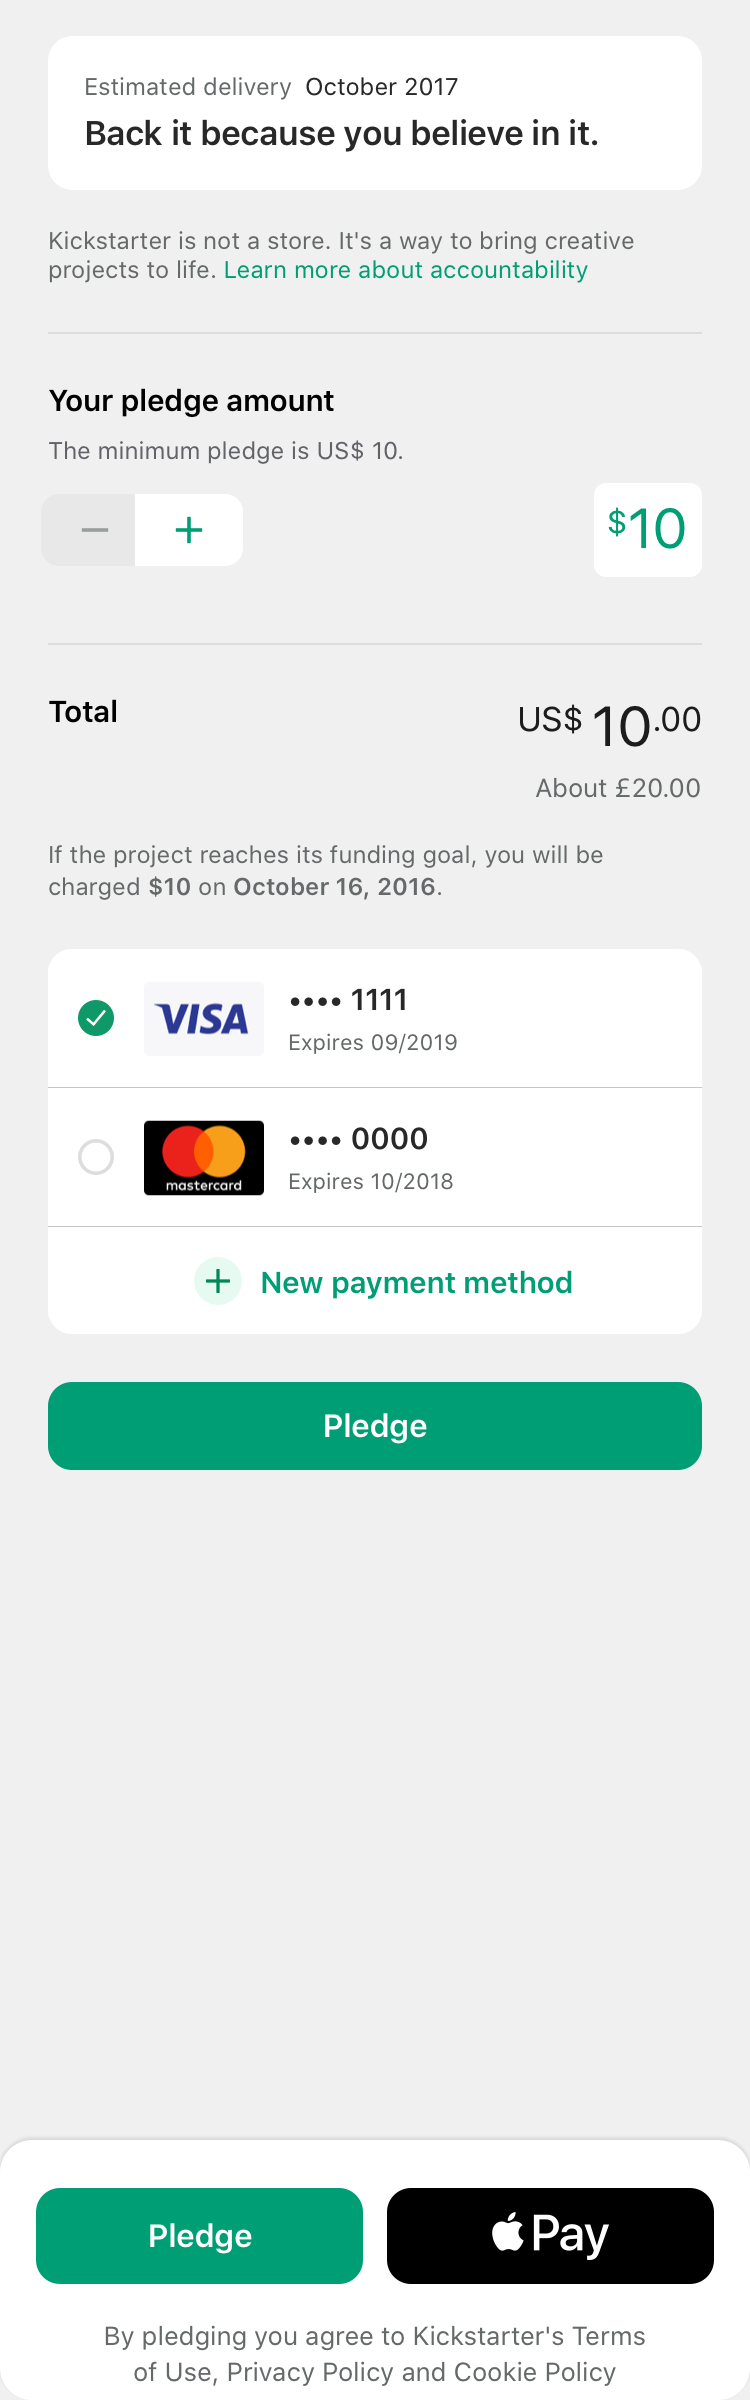 Estimated delivery October 2017
Back it because you believe in it.
Kickstarter is not a store. It's a way to bring creative
projects to life. Learn more about accountability
Your pledge amount
The minimum pledge is US$ 10.
$10
Total
US$ 10.00
About £20.00
If the project reaches its funding goal, you will be
charged $10 on October 16, 2016.
VISA
•••• 1111
Expires 09/2019
mastercard
•••• 0000
Expires 10/2018
New payment method
Pledge
Pledge
Pay
By pledging you agree to Kickstarter's Terms
of Use, Privacy Policy and Cookie Policy